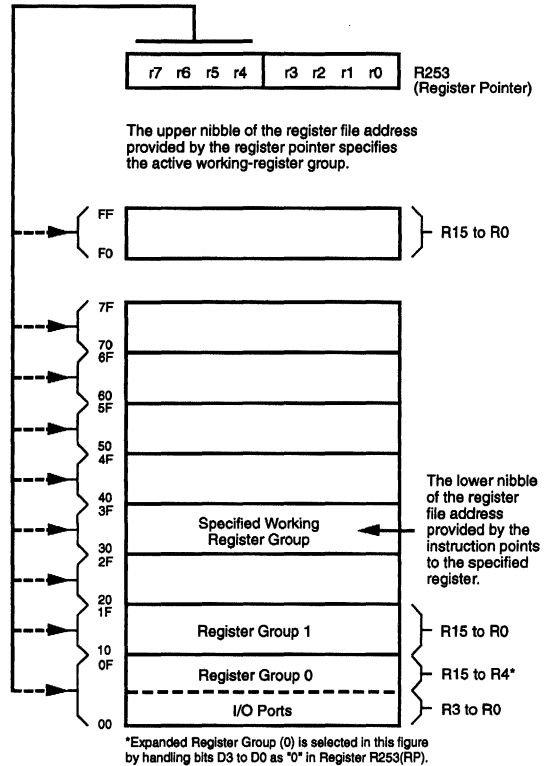 r7 r6 r5 r4 r3 r2 r1 r0
R253
(Register Pointer)
The upper nibble of the register file address
provided by the register pointer specifies
the active working-register group.
FF
R15 to R0
F0
7F
70
6F
60
5F
50
4F
40
3F
Specified Working
Register Group
The lower nibble
of the register
file address
provided by the
instruction points
to the specified
register.
30
2F
20
1F
Register Group 1
R15 to R0
10
0F
Register Group 0
R15 to R4*
I/O Ports
R3 to R0
00
*Expanded Register Group (0) is selected in this figure
by handling bits D3 to D0 as "0" in Register R253(RP).